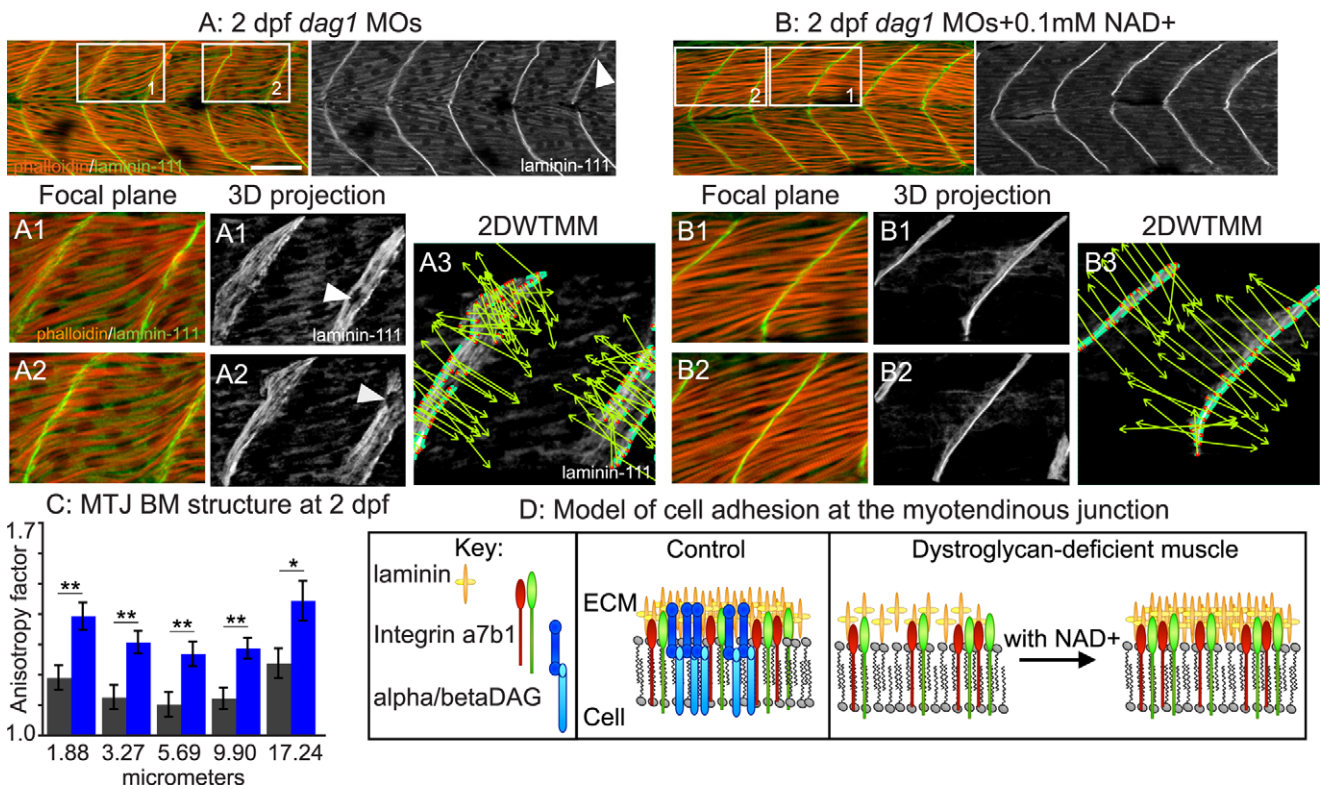 A: 2 dpf dag1 MOs
1
2
phalloidin/laminin-111
laminin-111
B: 2 dpf dag1 MOs+0.1mM NAD+
2
1
Focal plane
3D projection
A1
phalloidin/laminin-111
A1
laminin-111
2DWTMM
A3
laminin-111
A2
A2
Focal plane
3D projection
B1
B1
2DWTMM
B3
B2
B2
C: MTJ BM structure at 2 dpf
Anisotropy factor
1.71
1.0
**
**
**
**
*
1.88 3.27 5.69 9.90 17.24
micrometers
D: Model of cell adhesion at the myotendinous junction
Key:
laminin
Integrin a7b1
alpha/betaDAG
Control
ECM
Cell
Dystroglycan-deficient muscle
with NAD+